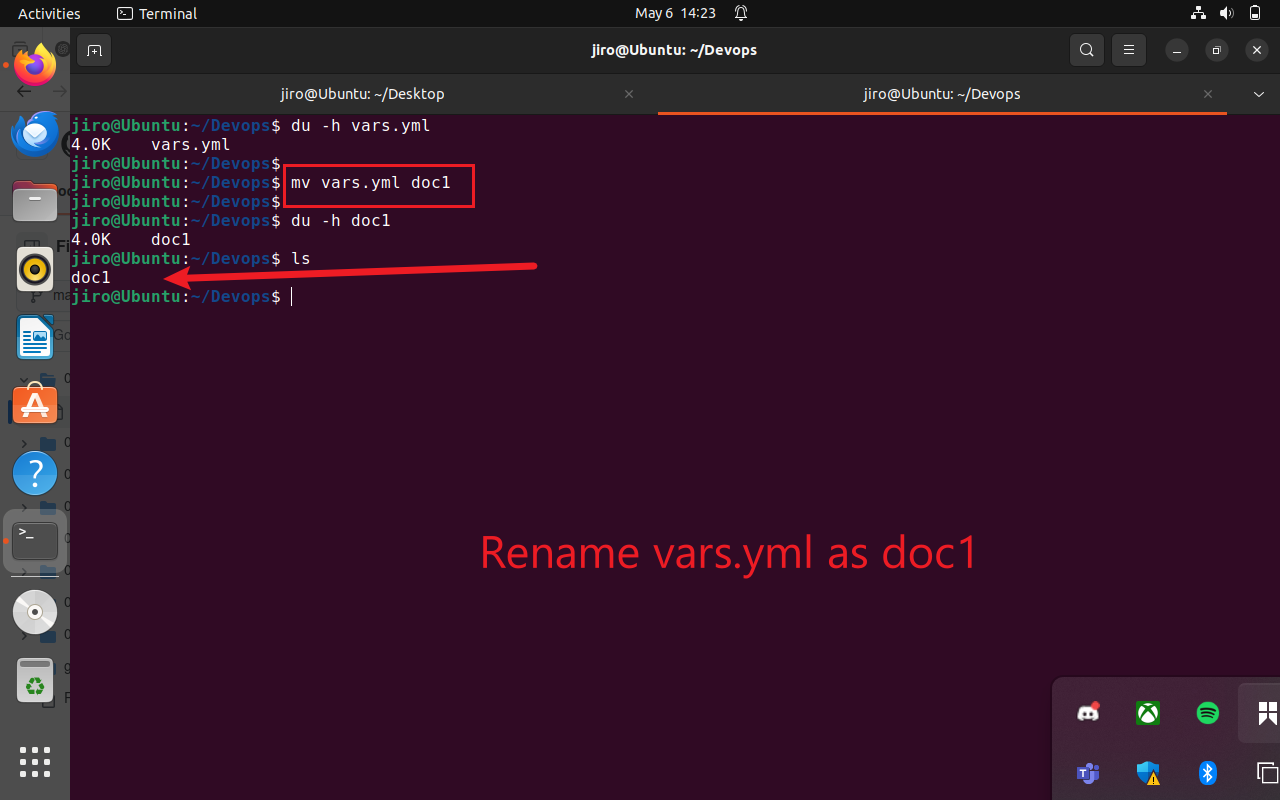 Activities
Terminal
May 6 14:23
jiro@Ubuntu: ~/Devops
jiro@Ubuntu: ~/Desktop
jiro@Ubuntu: ~/Devops
jiro@Ubuntu:~/Devops$ du -h vars.yml
4.0K vars.yml
jiro@Ubuntu:~/Devops$
jiro@Ubuntu:~/Devops$ mv vars.yml doc1
jiro@Ubuntu:~/Devops$
jiro@Ubuntu:~/Devops$ du -h doc1
4.0K doc1
jiro@Ubuntu:~/Devops$ ls
doc1
jiro@Ubuntu:~/Devops$
Rename vars.yml as doc1